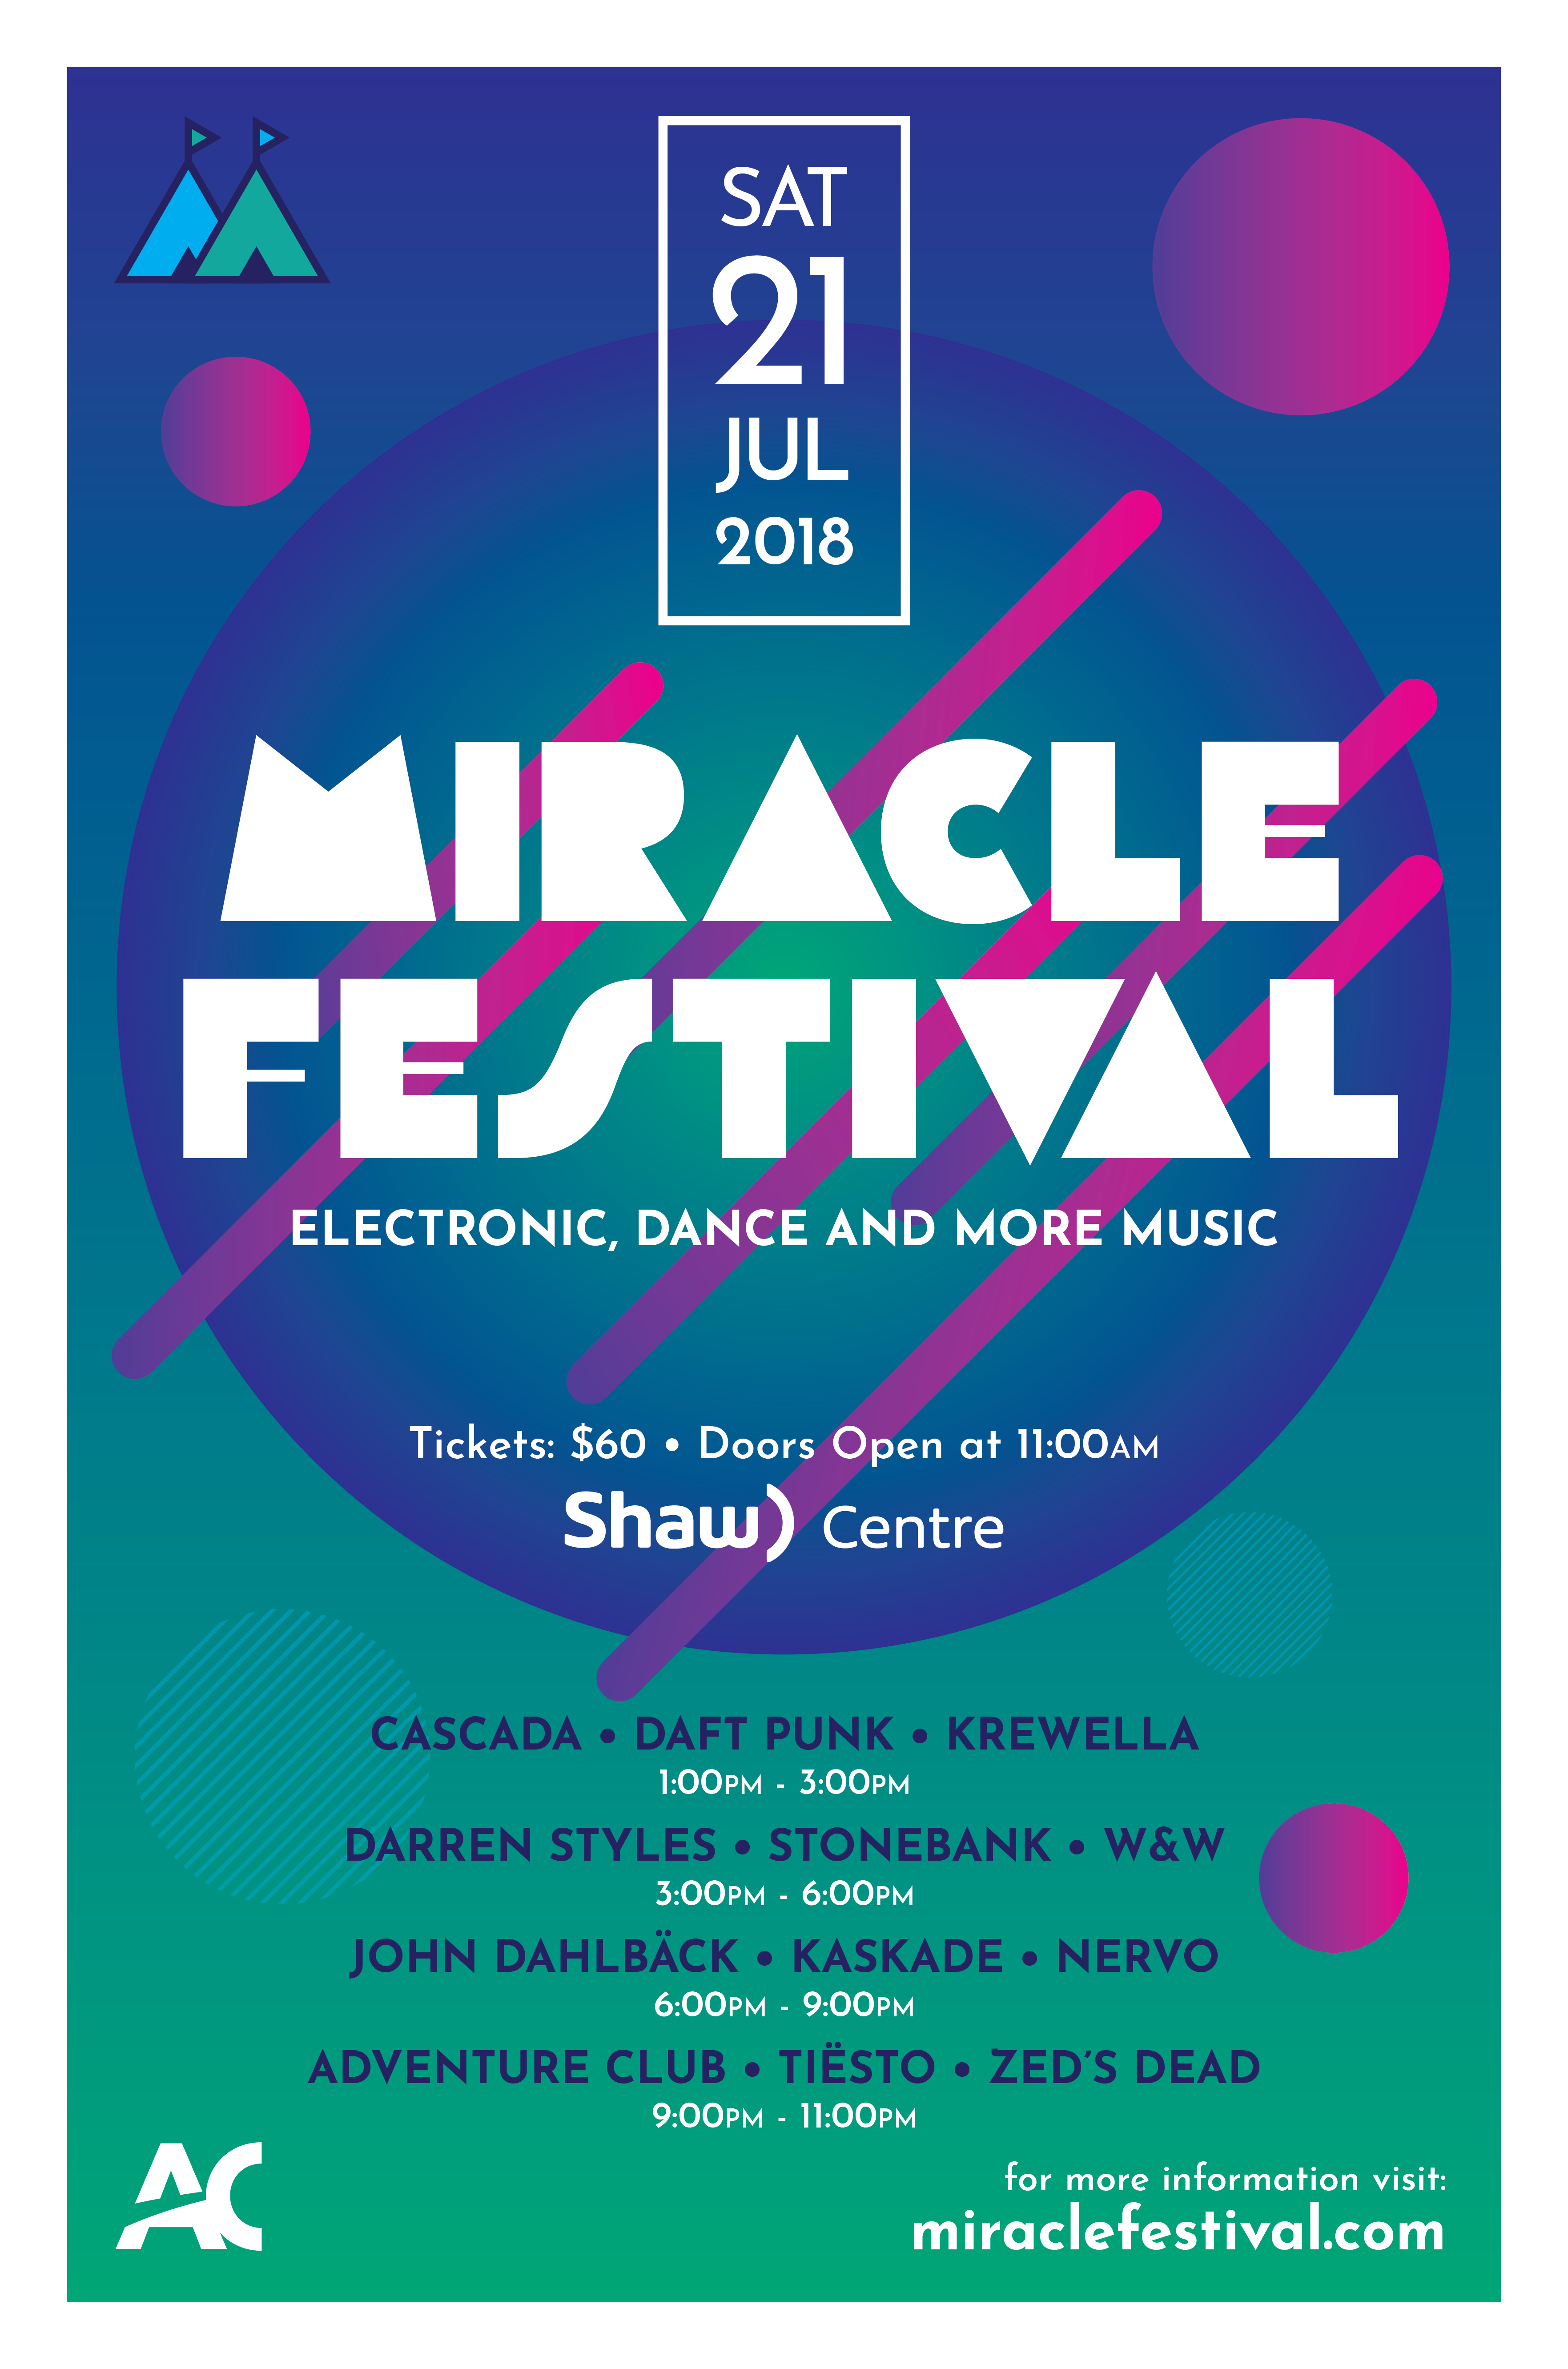 SAT
21
JUL
2018
MIRACLE
FESTIVAL
ELECTRONIC, DANCE AND MORE MUSIC
Tickets: $60 • Doors Open at 11:00AM
Shaw) Centre
CASCADA • DAFT PUNK • KREWELLA
1:00PM - 3:00PM
DARREN STYLES • STONEBANK • W&W
3:00PM - 6:00PM
JOHN DAHLBÄCK • KASKADE • NERVO
6:00PM - 9:00PM
ADVENTURE CLUB • TIËSTO • ZED'S DEAD
9:00PM - 11:00PM
AC
for more information visit:
miraclefestival.com